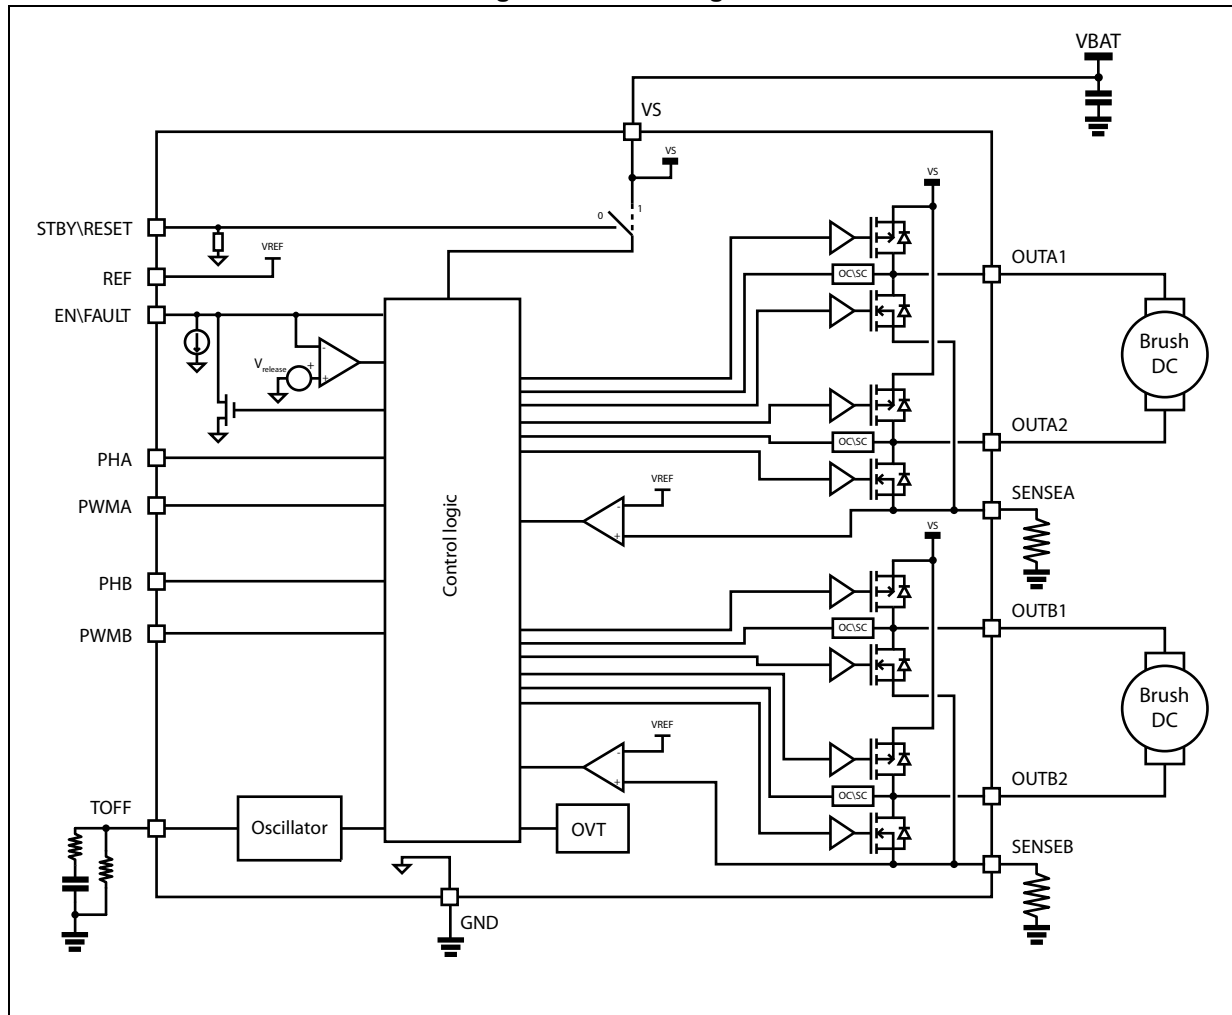 VBAT
VS
VS
VS
0
1
STBY\RESET
VREF
REF
EN\FAULT
Vrelease
+
-
+
OUTA1
OC\SC
Brush
DC
OUTA2
OC\SC
PHA
PWMA
Control logic
VREF
-
+
SENSEA
VS
PHB
PWMB
OUTB1
OC\SC
Brush
DC
VREF
-
+
OUTB2
OC\SC
TOFF
Oscillator
OVT
SENSEB
GND